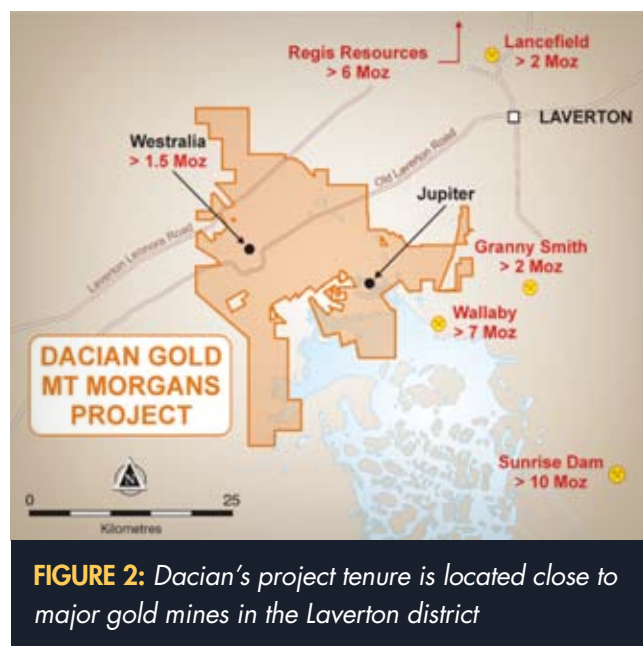 Regis Resources
> 6 Moz
Lancefield
> 2 Moz
LAVERTON
Westralia
> 1.5 Moz
Old Laverton Road
Jupiter
Laverton Leonora Road
Granny Smith
> 2 Moz
Wallaby
> 7 Moz
DACIAN GOLD
MT MORGANS
PROJECT
Sunrise Dam
> 10 Moz
N
0 25
Kilometres
FIGURE 2: Dacian's project tenure is located close to
major gold mines in the Laverton district